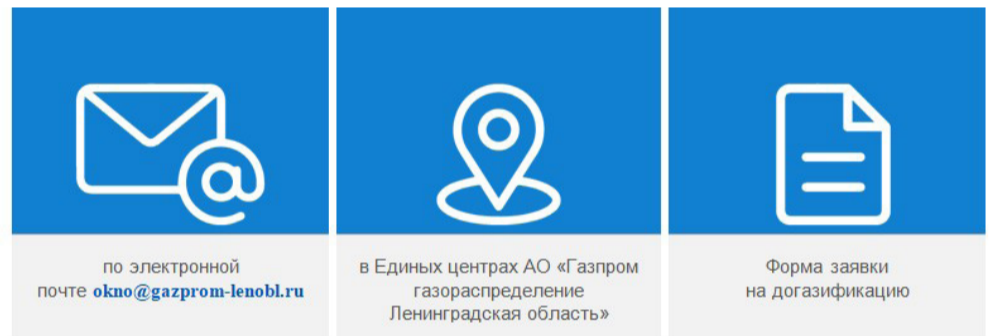 по электронной
почте okno@gazprom-lenobl.ru
в Единых центрах АО «Газпром
газораспределение
Ленинградская область»
Форма заявки
на догазификацию